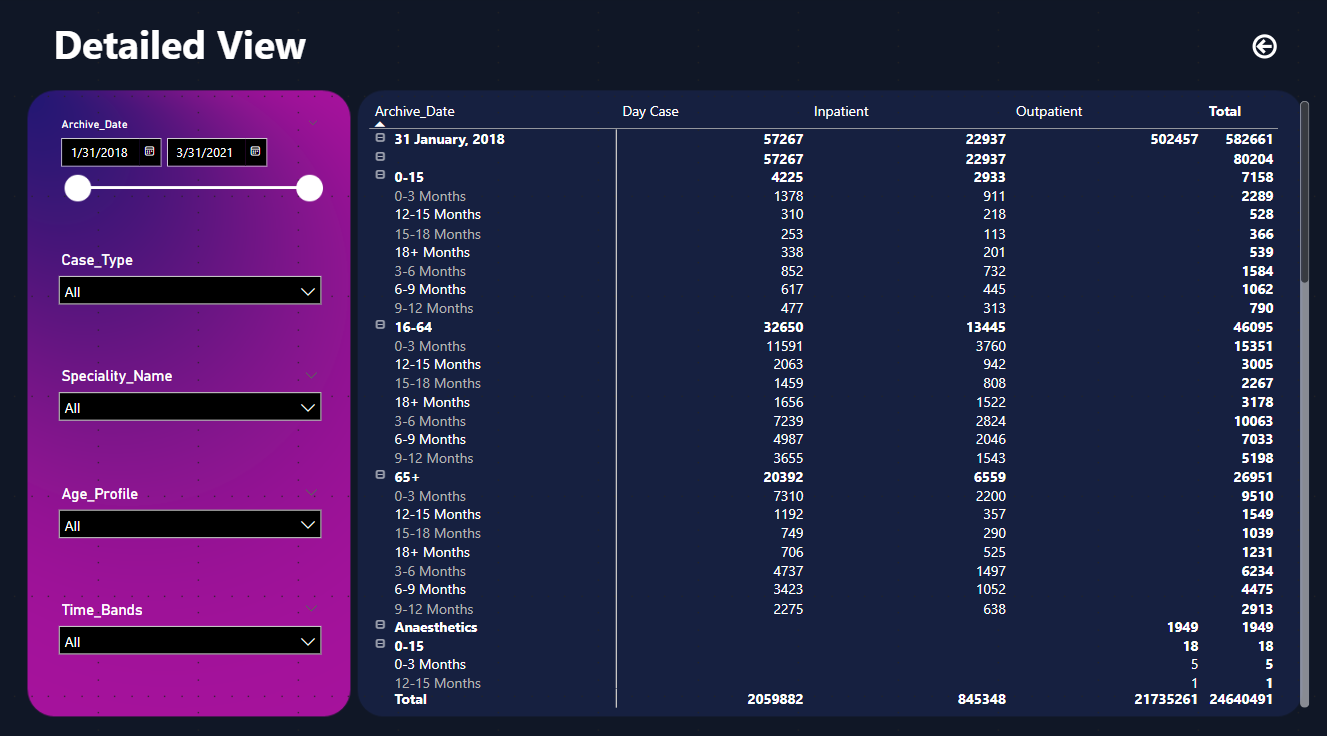 Detailed View
Archive_Date
1/31/2018 3/31/2021
Case_Type
All
Speciality_Name
All
Age_Profile
All
Time_Bands
All
Archive_Date Day Case Inpatient Outpatient Total
31 January, 2018 57267 22937 502457 582661
57267 22937 80204
0-15 4225 2933 7158
0-3 Months 1378 911 2289
12-15 Months 310 218 528
15-18 Months 253 113 366
18+ Months 338 201 539
3-6 Months 852 732 1584
6-9 Months 617 445 1062
9-12 Months 477 313 790
16-64 32650 13445 46095
0-3 Months 11591 3760 15351
12-15 Months 2063 942 3005
15-18 Months 1459 808 2267
18+ Months 1656 1522 3178
3-6 Months 7239 2824 10063
6-9 Months 4987 2046 7033
9-12 Months 3655 1543 5198
65+ 20392 6559 26951
0-3 Months 7310 2200 9510
12-15 Months 1192 357 1549
15-18 Months 749 290 1039
18+ Months 706 525 1231
3-6 Months 4737 1497 6234
6-9 Months 3423 1052 4475
9-12 Months 2275 638 2913
Anaesthetics 1949 1949
0-15 18 18
0-3 Months 5 5
12-15 Months 1 1
Total 2059882 845348 21735261 24640491